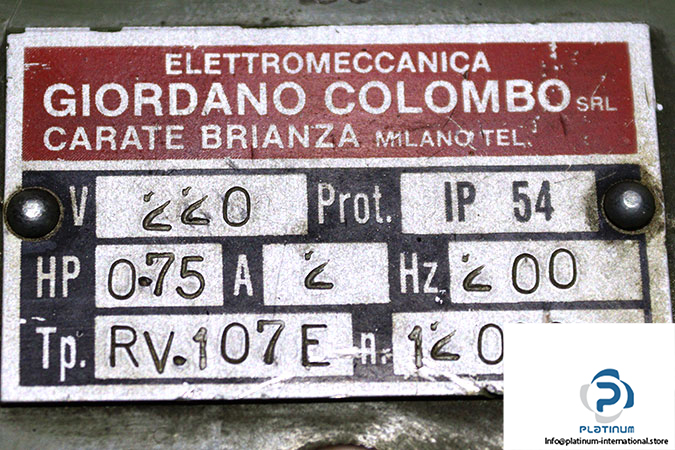 ELETTROMECCANICA
GIORDANO COLOMBO SRL
CARATE BRIANZA MILANO TEL.
V 220 Prot. IP 54
HP 0.75 A 2 Hz 200
Tp. RV.107E n. 120
PLATINUM
Info@platinum-international.store